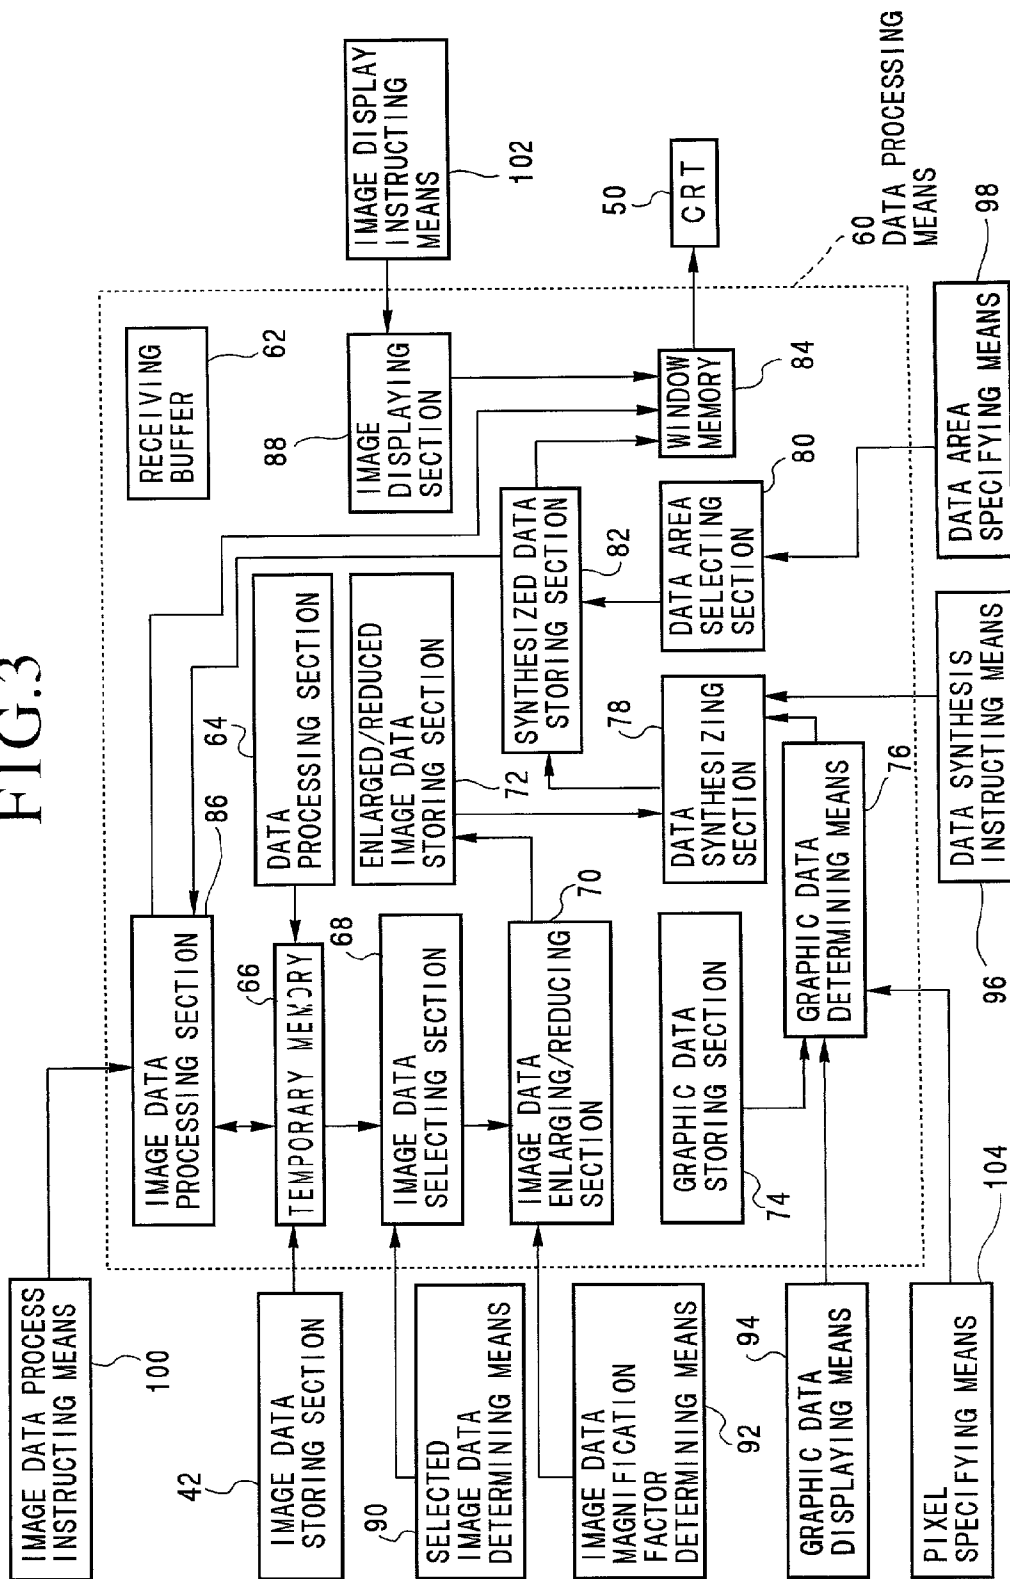 FIG.3
IMAGE DATA PROCESS
INSTRUCTING MEANS
100
IMAGE DATA
PROCESSING SECTION
86
RECEIVING
BUFFER
62
42
IMAGE DATA
STORING SECTION
66
TEMPORARY MEMORY
64
DATA
PROCESSING SECTION
88
IMAGE
DISPLAYING
SECTION
IMAGE DISPLAY
INSTRUCTING
MEANS
102
90
SELECTED
IMAGE DATA
DETERMINING MEANS
68
IMAGE DATA
SELECTING SECTION
ENLARGED/REDUCED
IMAGE DATA
STORING SECTION
72
IMAGE DATA
MAGNIFICATION
FACTOR
DETERMINING MEANS
92
70
IMAGE DATA
ENLARGING/REDUCING
SECTION
SYNTHESIZED DATA
STORING SECTION
82
WINDOW
MEMORY
84
50
CRT
GRAPHIC DATA
STORING SECTION
74
78
DATA
SYNTHESIZING
SECTION
DATA AREA
SELECTING
SECTION
80
94
GRAPHIC DATA
DISPLAYING MEANS
GRAPHIC DATA
DETERMINING MEANS
76
60
DATA PROCESSING
MEANS
PIXEL
SPECIFYING MEANS
104
DATA SYNTHESIS
INSTRUCTING MEANS
96
DATA AREA
SPECIFYING MEANS
98